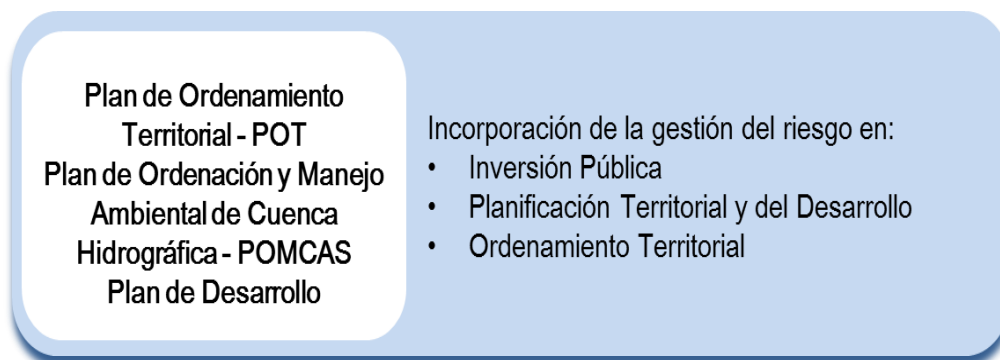 Plan de Ordenamiento
Territorial - POT
Plan de Ordenación y Manejo
Ambiental de Cuenca
Hidrográfica - POMCAS
Plan de Desarrollo
Incorporación de la gestión del riesgo en:
• Inversión Pública
• Planificación Territorial y del Desarrollo
• Ordenamiento Territorial